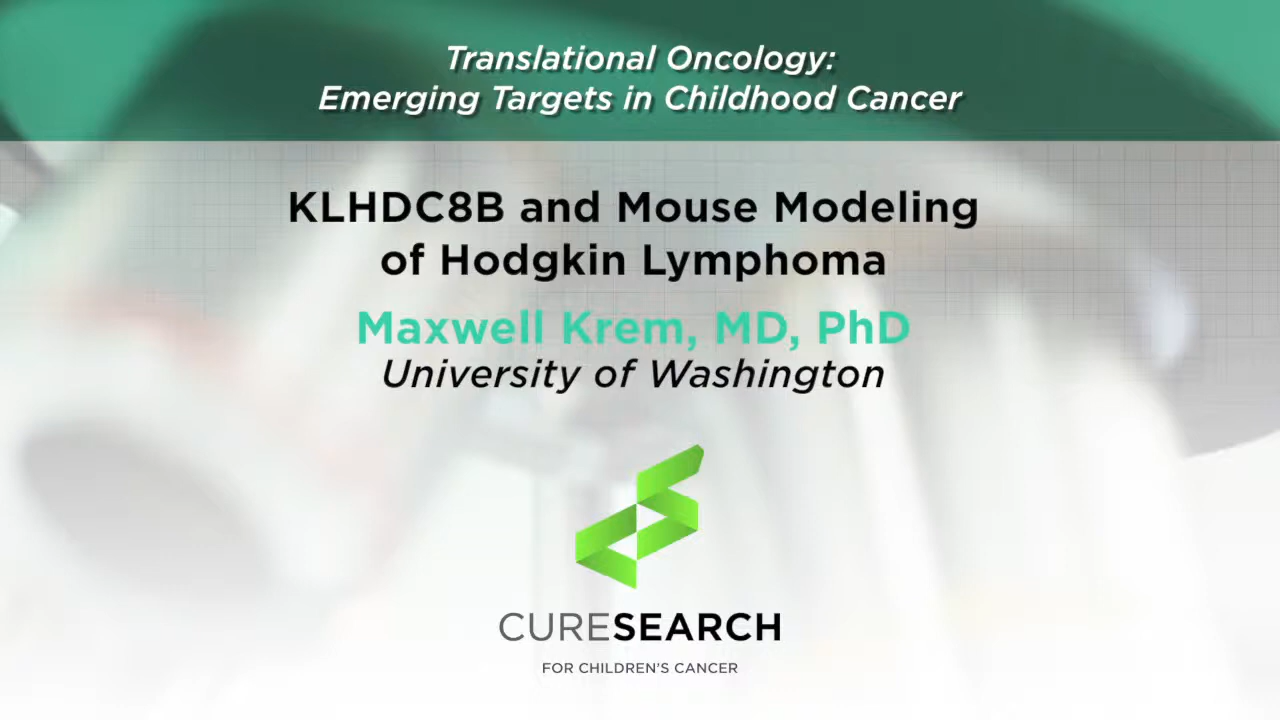 Translational Oncology:
Emerging Targets in Childhood Cancer
KLHDC8B and Mouse Modeling
of Hodgkin Lymphoma
Maxwell Krem, MD, PhD
University of Washington
CURESEARCH
FOR CHILDREN'S CANCER